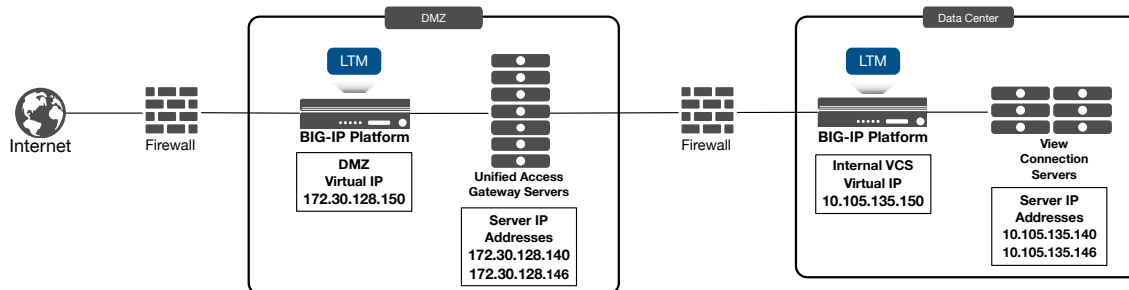 DMZ
Data Center
LTM
LTM
Internet
Firewall
BIG-IP Platform
DMZ
Virtual IP
172.30.128.150
Unified Access
Gateway Servers
Server IP
Addresses
172.30.128.140
172.30.128.146
Firewall
BIG-IP Platform
Internal VCS
Virtual IP
10.105.135.150
View
Connection
Servers
Server IP
Addresses
10.105.135.140
10.105.135.146